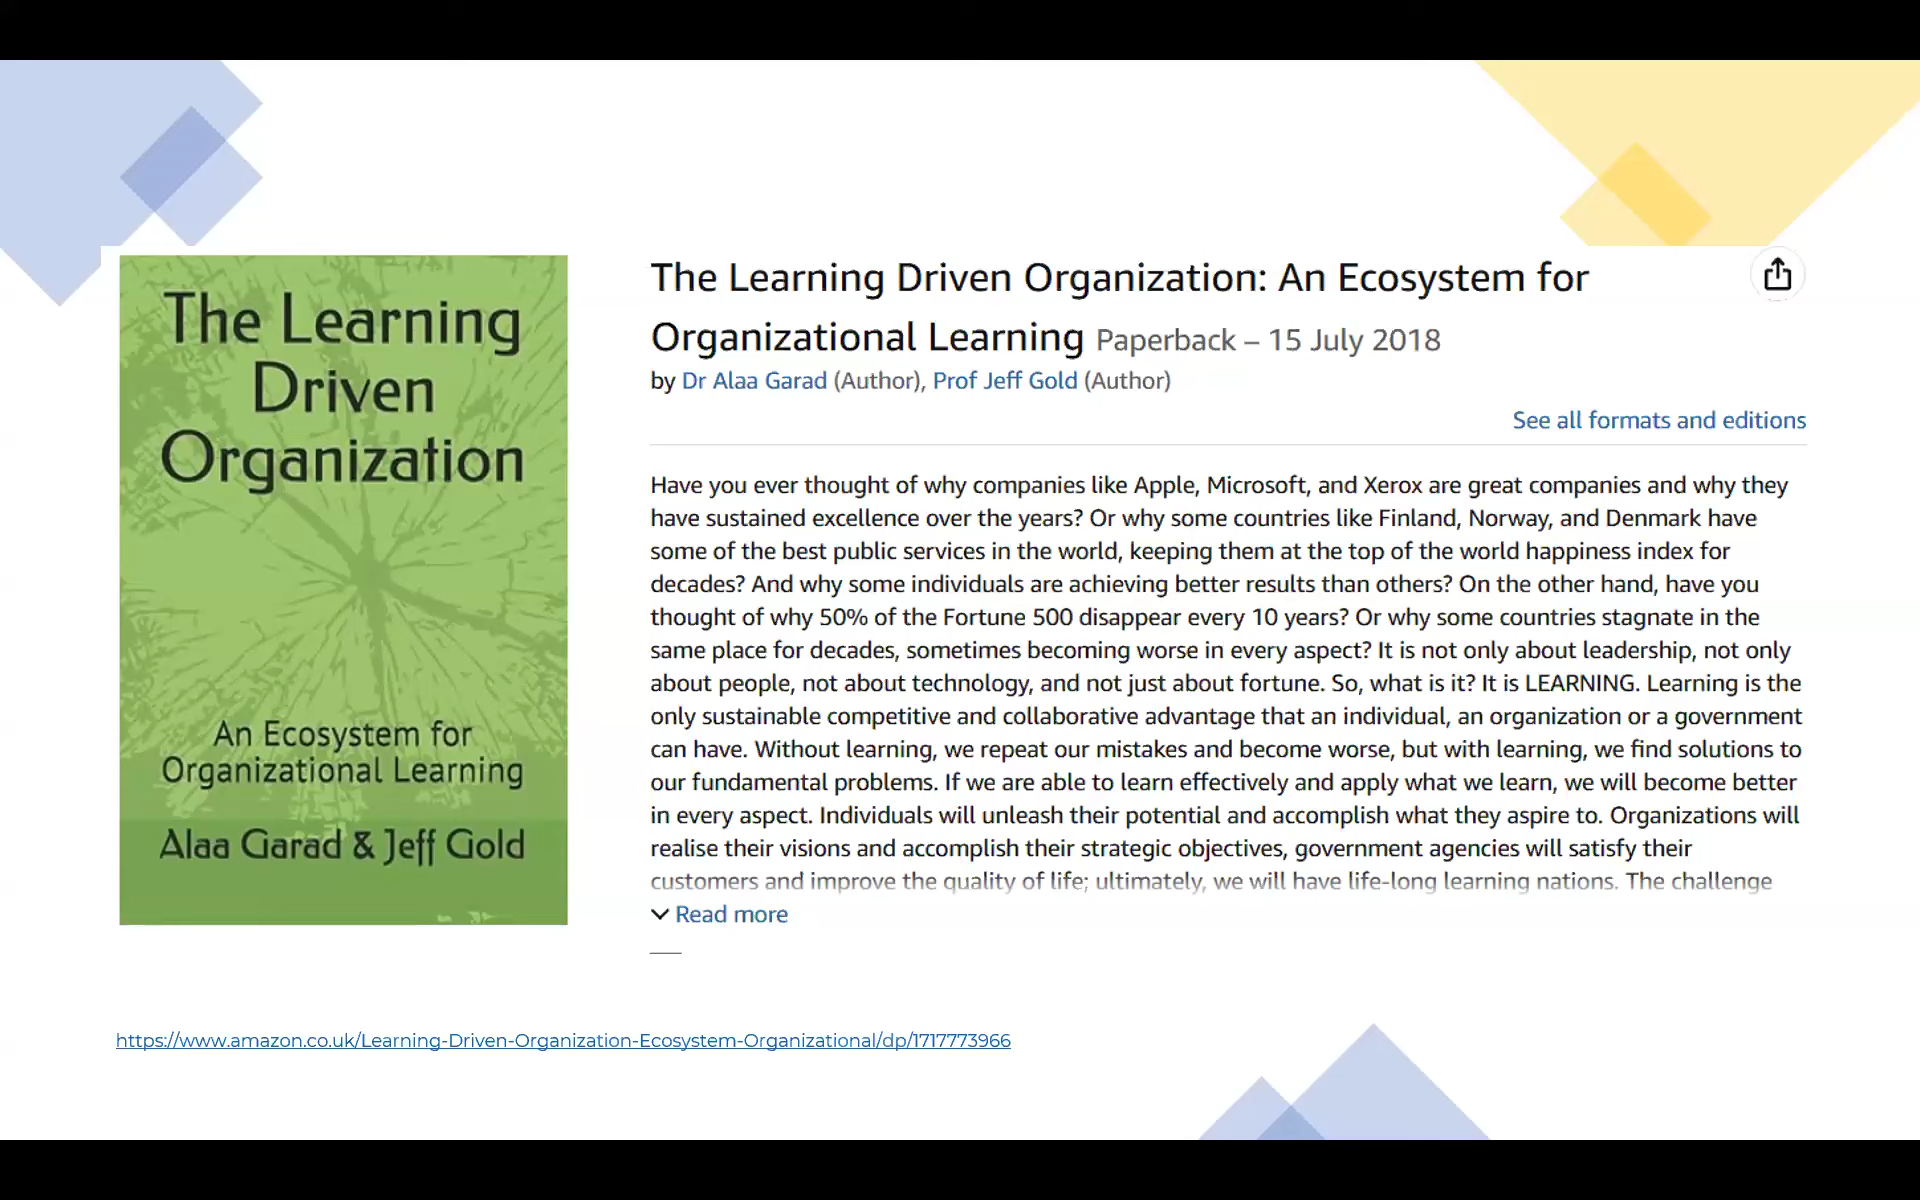 The Learning
Driven
Organization
An Ecosystem for
Organizational Learning
Alaa Garad & Jeff Gold
The Learning Driven Organization: An Ecosystem for
Organizational Learning Paperback – 15 July 2018
by Dr Alaa Garad (Author), Prof Jeff Gold (Author)
See all formats and editions
Have you ever thought of why companies like Apple, Microsoft, and Xerox are great companies and why they
have sustained excellence over the years? Or why some countries like Finland, Norway, and Denmark have
some of the best public services in the world, keeping them at the top of the world happiness index for
decades? And why some individuals are achieving better results than others? On the other hand, have you
thought of why 50% of the Fortune 500 disappear every 10 years? Or why some countries stagnate in the
same place for decades, sometimes becoming worse in every aspect? It is not only about leadership, not only
about people, not about technology, and not just about fortune. So, what is it? It is LEARNING. Learning is the
only sustainable competitive and collaborative advantage that an individual, an organization or a government
can have. Without learning, we repeat our mistakes and become worse, but with learning, we find solutions to
our fundamental problems. If we are able to learn effectively and apply what we learn, we will become better
in every aspect. Individuals will unleash their potential and accomplish what they aspire to. Organizations will
realise their visions and accomplish their strategic objectives, government agencies will satisfy their
customers and improve the quality of life; ultimately, we will have life-long learning nations. The challenge
Read more
https://www.amazon.co.uk/Learning-Driven-Organization-Ecosystem-Organizational/dp/1717773966